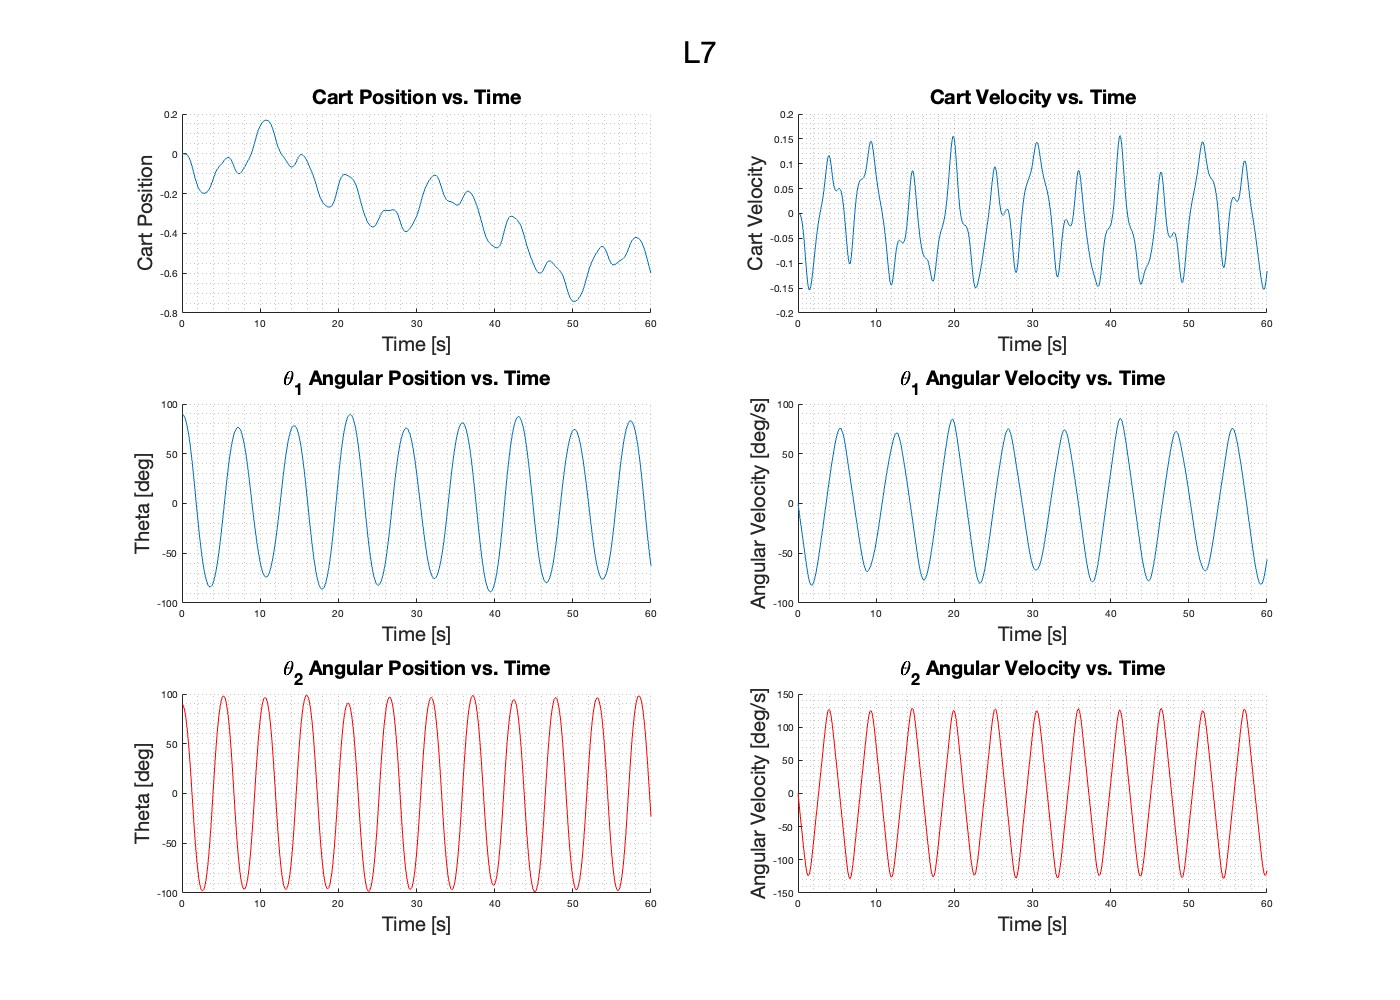 L7
Cart Position vs. Time
Cart Position
0.2
0
-0.2
-0.4
-0.6
-0.8
0 10 20 30 40 50 60
Time [s]
Cart Velocity vs. Time
Cart Velocity
0.2
0.15
0.1
0.05
0
-0.05
-0.1
-0.15
-0.2
0 10 20 30 40 50 60
Time [s]
θ1 Angular Position vs. Time
Theta [deg]
100
50
0
-50
-100
0 10 20 30 40 50 60
Time [s]
θ1 Angular Velocity vs. Time
Angular Velocity [deg/s]
100
50
0
-50
-100
0 10 20 30 40 50 60
Time [s]
θ2 Angular Position vs. Time
Theta [deg]
100
50
0
-50
-100
0 10 20 30 40 50 60
Time [s]
θ2 Angular Velocity vs. Time
Angular Velocity [deg/s]
150
100
50
0
-50
-100
-150
0 10 20 30 40 50 60
Time [s]